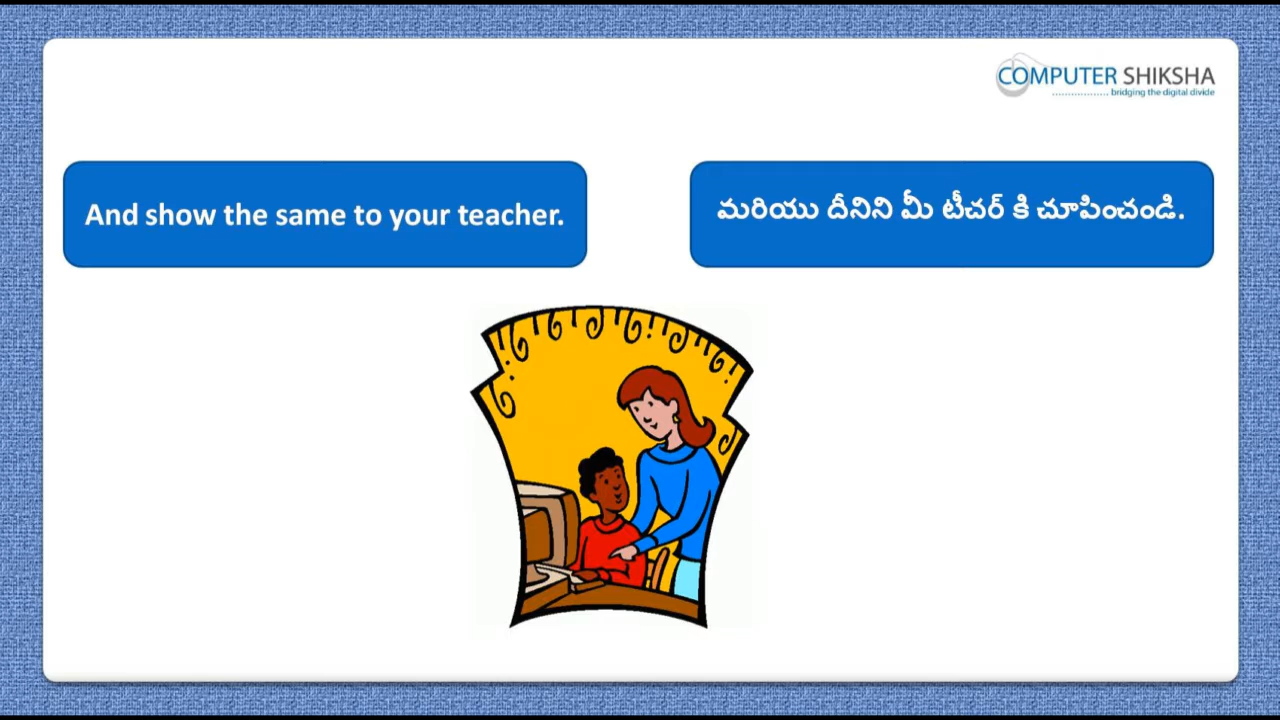 COMPUTER SHIKSHA
.................. bridging the digital divide
And show the same to your teacher.
మరియు దీనిని మీ టీచర్ కి చూపించండి.